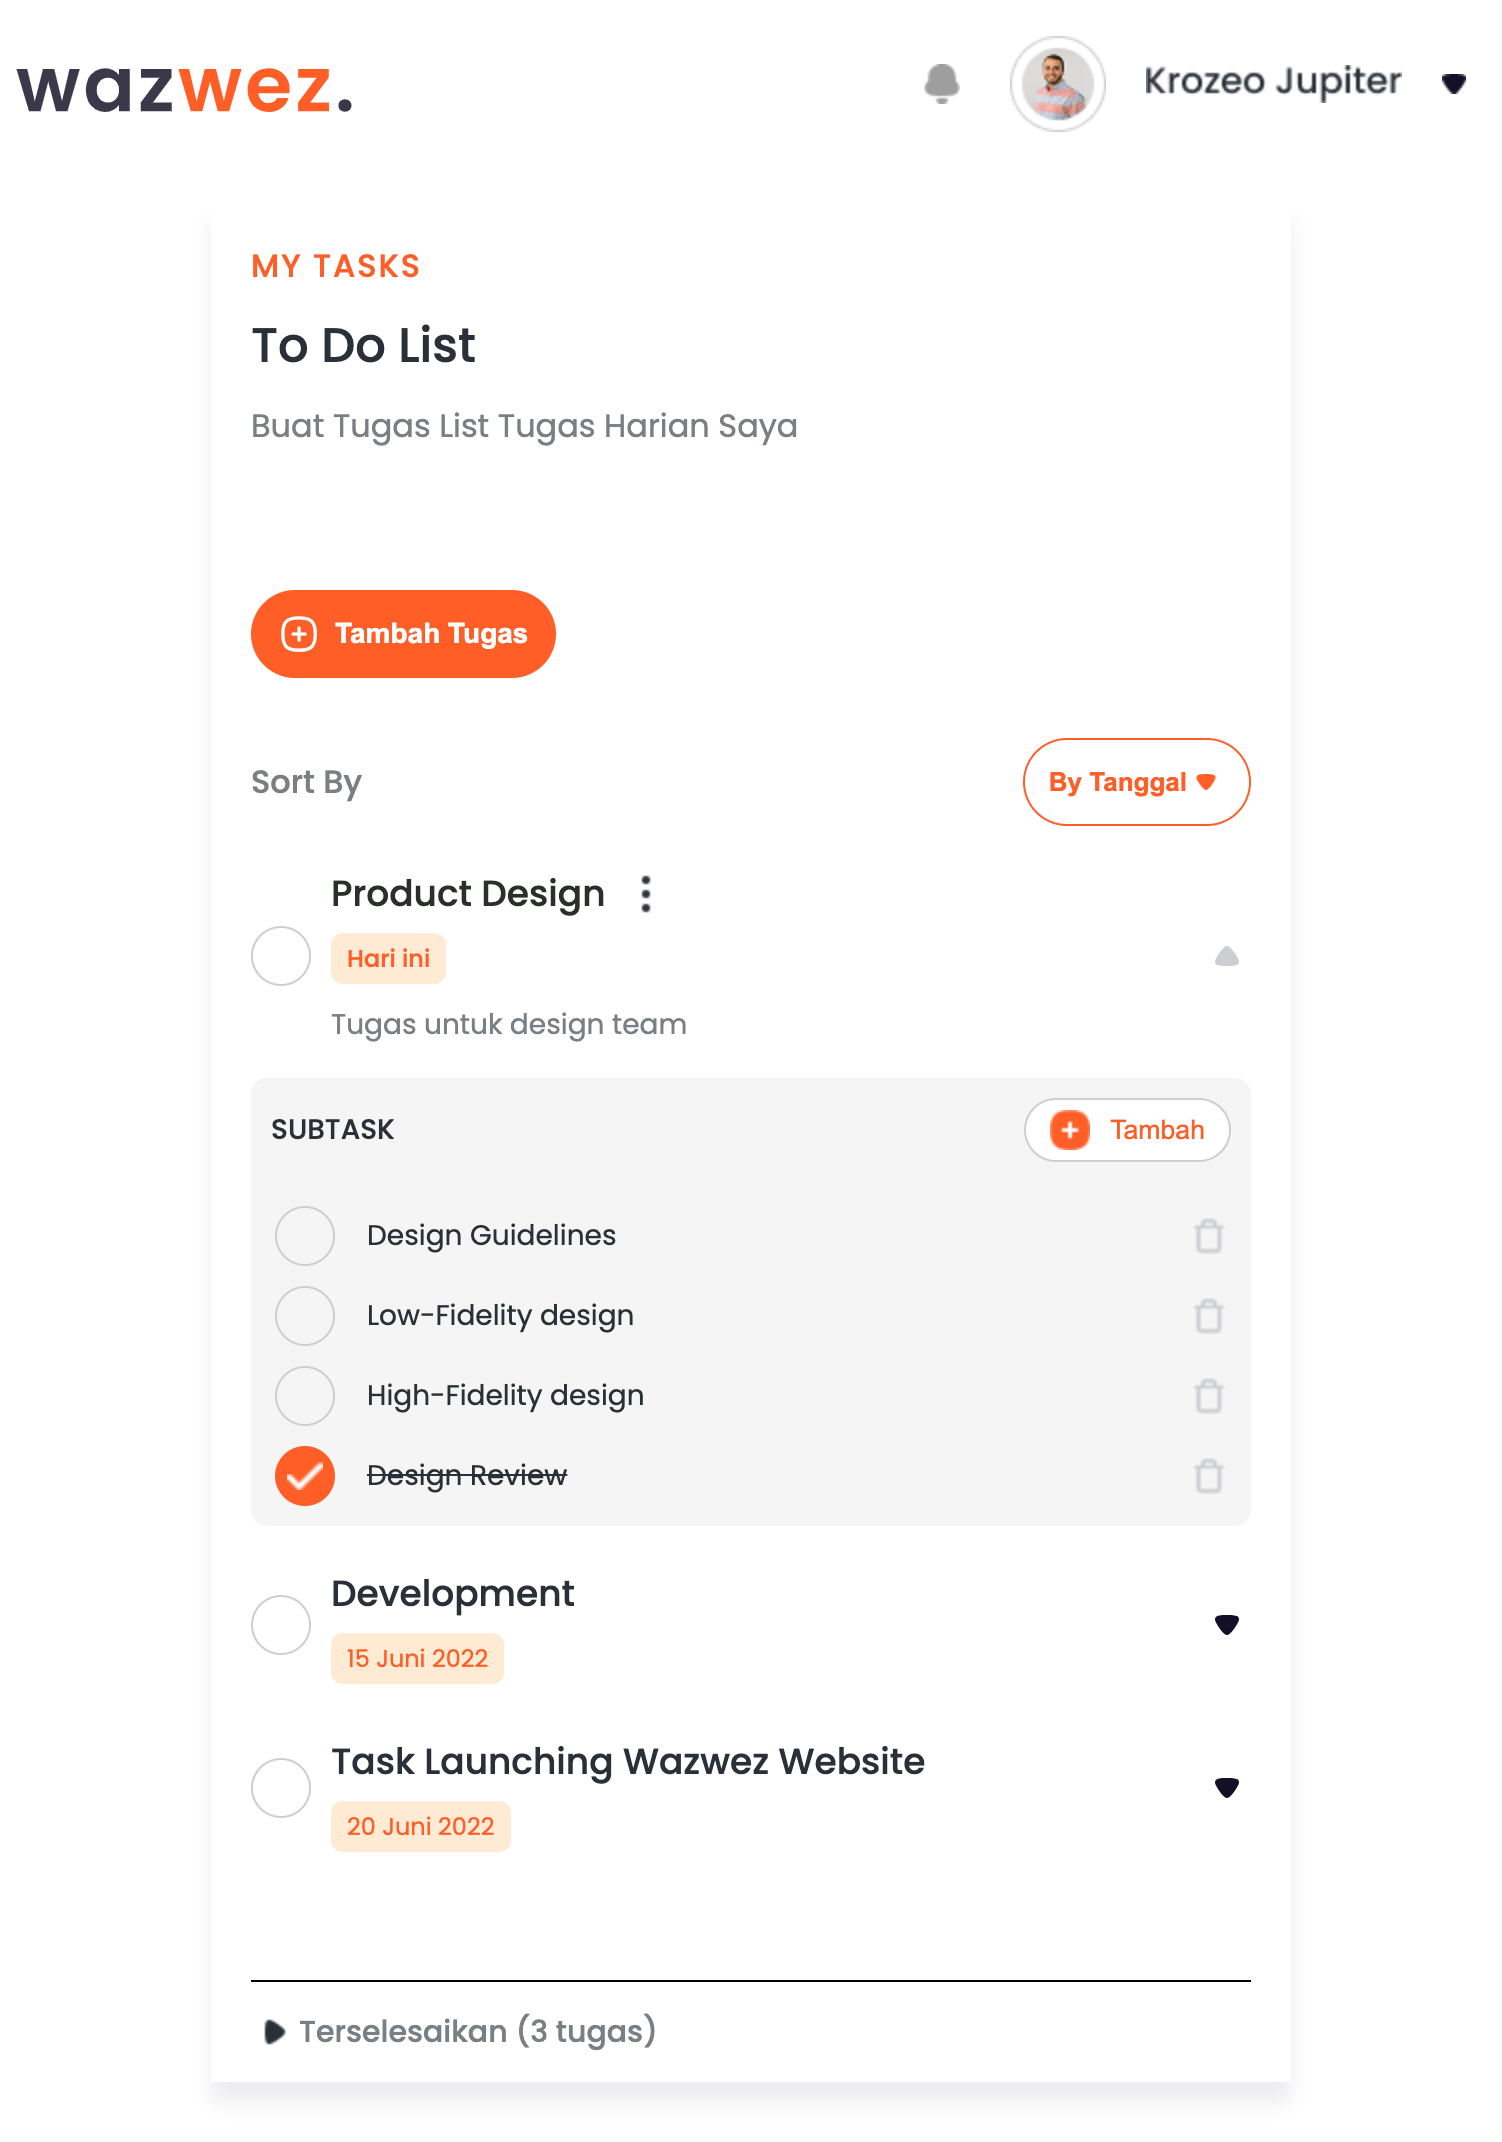 wazwez.
Krozeo Jupiter
MY TASKS
To Do List
Buat Tugas List Tugas Harian Saya
Tambah Tugas
Sort By
By Tanggal
Product Design
Hari ini
Tugas untuk design team
SUBTASK
Tambah
Design Guidelines
Low-Fidelity design
High-Fidelity design
Design Review
Development
15 Juni 2022
Task Launching Wazwez Website
20 Juni 2022
Terselesaikan (3 tugas)